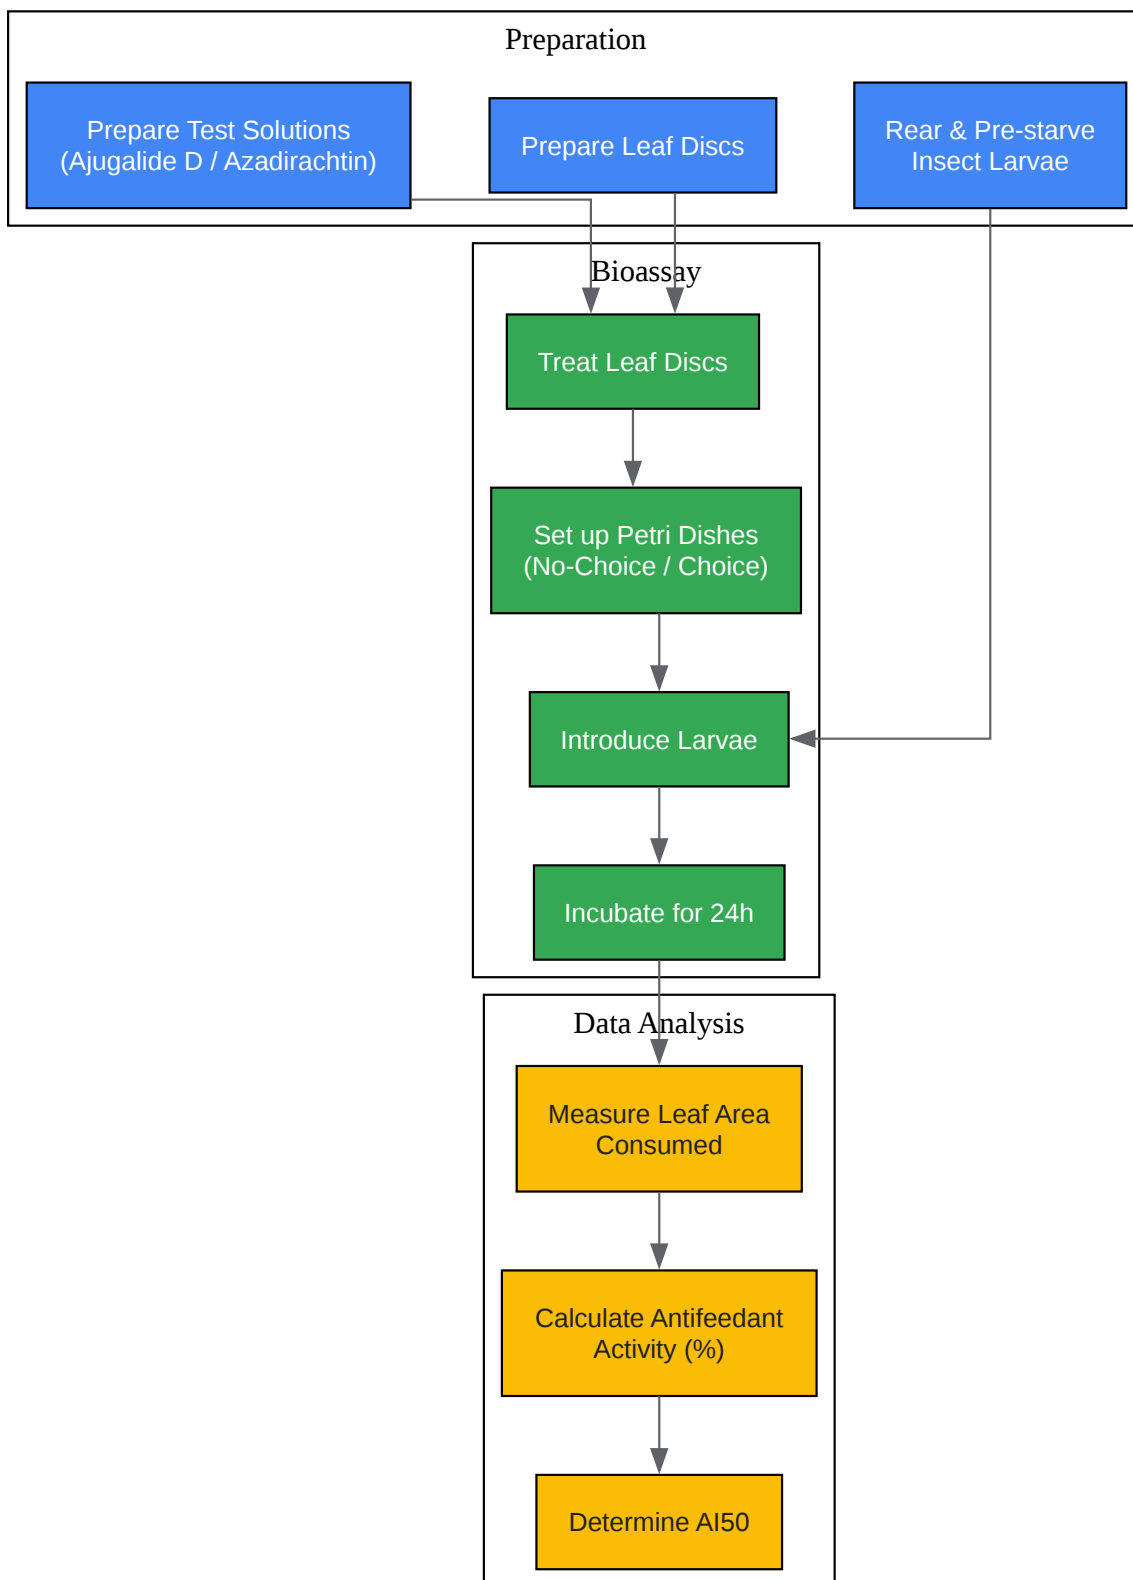 Preparation
Prepare Test Solutions
(Ajugalide D / Azadirachtin)
Prepare Leaf Discs
Rear & Pre-starve
Insect Larvae
Bioassay
Treat Leaf Discs
Set up Petri Dishes
(No-Choice / Choice)
Introduce Larvae
Incubate for 24h
Data Analysis
Measure Leaf Area
Consumed
Calculate Antifeedant
Activity (%)
Determine AI50